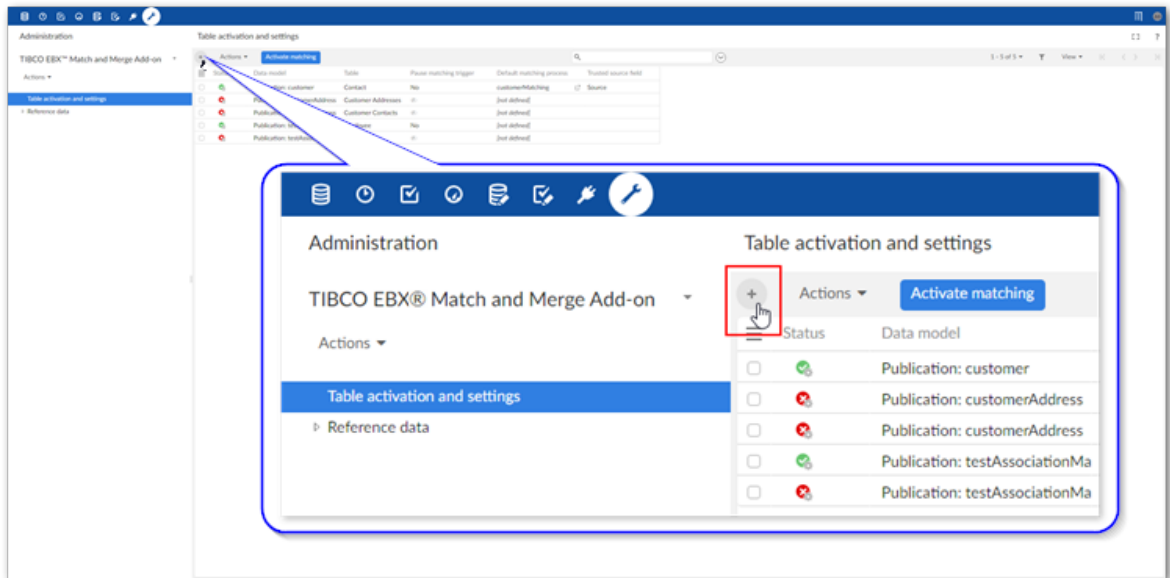 Administration
Table activation and settings
?
TIBCO EBX™ Match and Merge Add-on
Actions
Activate matching
1 - 5 of 5
View
Actions
Data model
Table
Pause matching trigger
Default matching process
Trusted source field
Table activation and settings
customer
Contact
No
customerMatching
Source
Reference data
Customer Addresses
[not defined]
Customer Contacts
[not defined]
No
[not defined]
[not defined]
Administration
Table activation and settings
TIBCO EBX® Match and Merge Add-on
+
Actions
Activate matching
Actions
Status
Data model
Publication: customer
Table activation and settings
Publication: customerAddress
Reference data
Publication: customerAddress
Publication: testAssociationMa
Publication: testAssociationMa